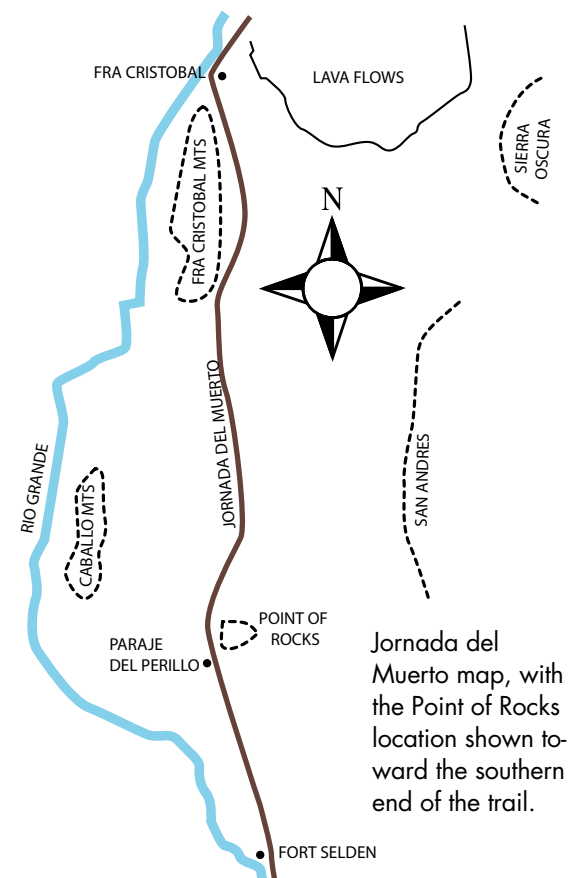 FRA CRISTOBAL
LAVA FLOWS
SIERRA
OSCURA
FRA CRISTOBAL MTS
N
JORNADA DEL MUERTO
RIO GRANDE
SAN ANDRES
CABALLO MTS
POINT OF
ROCKS
PARAJE
DEL PERILLO
Jornada del
Muerto map, with
the Point of Rocks
location shown to-
ward the southern
end of the trail.
FORT SELDEN